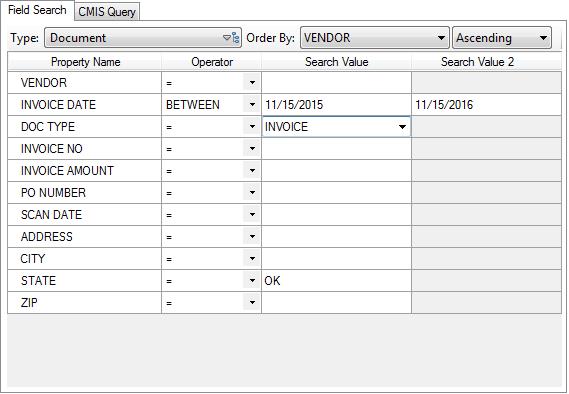 Field Search CMIS Query
Type: Document Order By: VENDOR Ascending
Property Name Operator Search Value Search Value 2
VENDOR =
INVOICE DATE BETWEEN 11/15/2015 11/15/2016
DOC TYPE = INVOICE
INVOICE NO =
INVOICE AMOUNT =
PO NUMBER =
SCAN DATE =
ADDRESS =
CITY =
STATE = OK
ZIP =